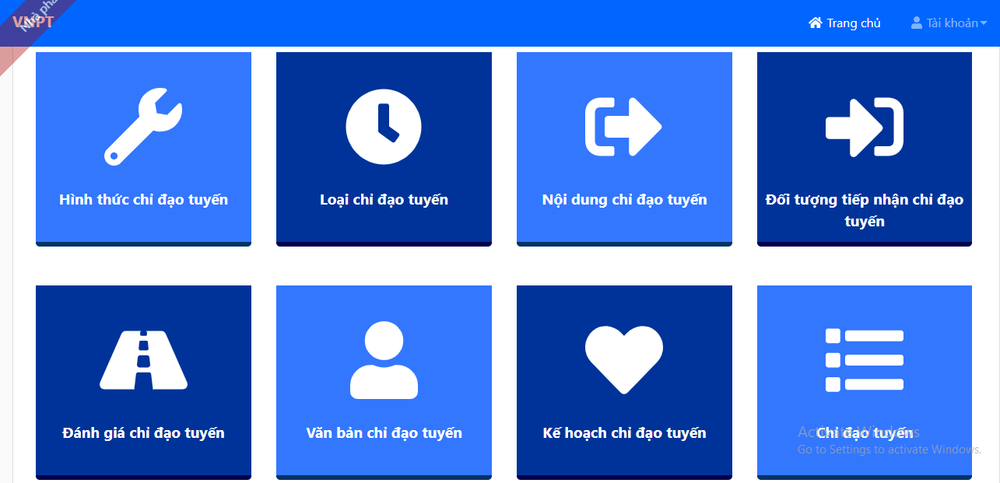 VNPT
Nhà phá
Trang chủ
Tài khoản
Hình thức chỉ đạo tuyến
Loại chỉ đạo tuyến
Nội dung chỉ đạo tuyến
Đối tượng tiếp nhận chỉ đạo
tuyến
Đánh giá chỉ đạo tuyến
Văn bản chỉ đạo tuyến
Kế hoạch chỉ đạo tuyến
Chỉ đạo tuyến
Activate Windows
Go to Settings to activate Windows.